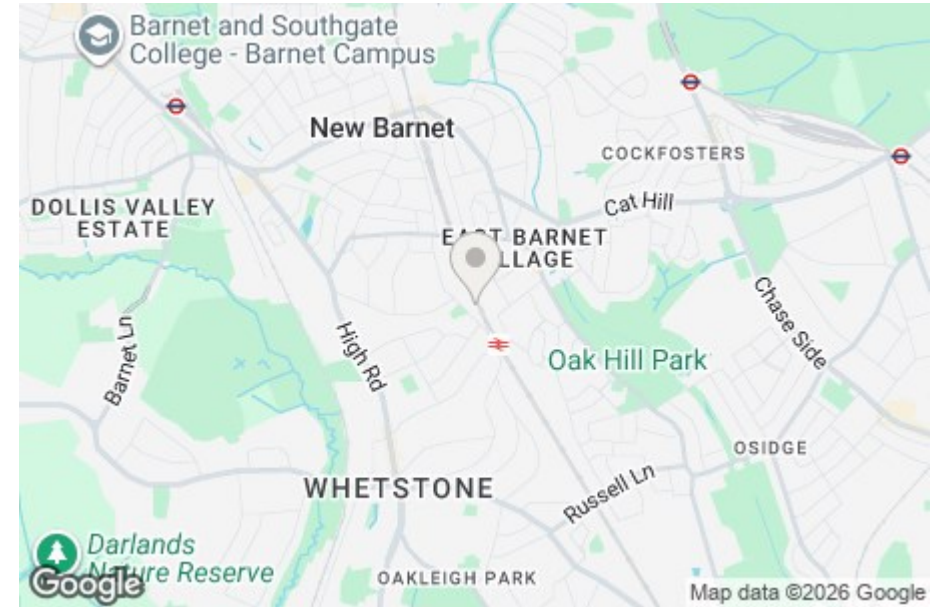 Barnet and Southgate
College - Barnet Campus
New Barnet
COCKFOSTERS
DOLLIS VALLEY
ESTATE
Cat Hill
EAST BARNET
VILLAGE
Chase Side
Barnet Ln
High Rd
Oak Hill Park
OSIDGE
WHETSTONE
Russell Ln
Darlands
Nature Reserve
OAKLEIGH PARK
Google
Map data ©2026 Google